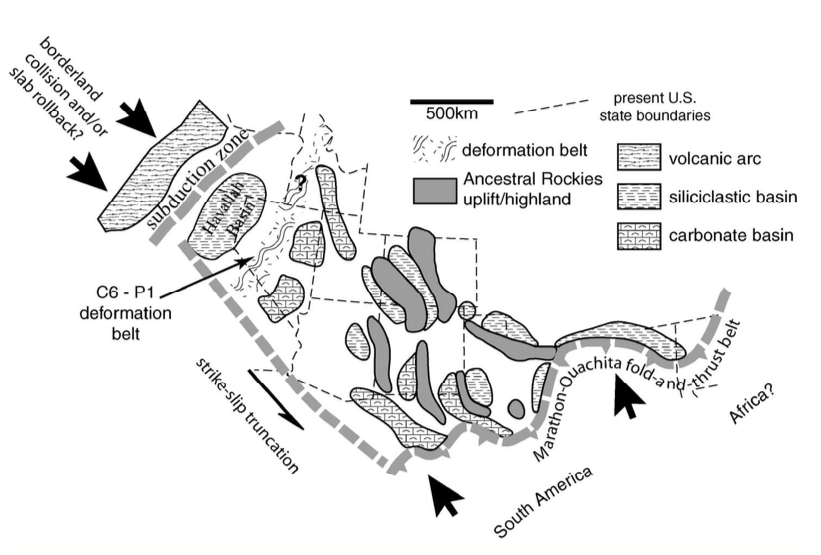 borderland
collision and/or
slab rollback?
subduction zone
Havallah
Basin
?
C6 - P1
deformation
belt
strike-slip truncation
500km
present U.S.
state boundaries
deformation belt
Ancestral Rockies
uplift/highland
volcanic arc
siliciclastic basin
carbonate basin
Marathon-Ouachita fold-and-thrust belt
Africa?
South America